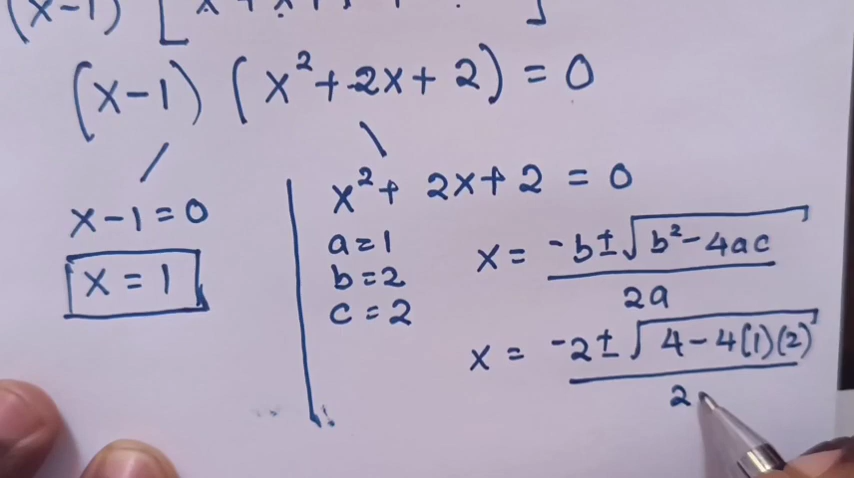 (x-1) [
(x-1) (x²+2x+2) = 0
x-1=0
x = 1
x²+ 2x+2 = 0
a=1
b=2
c=2
x = -b±√b²-4ac / 2a
x = -2±√4-4(1)(2) / 2